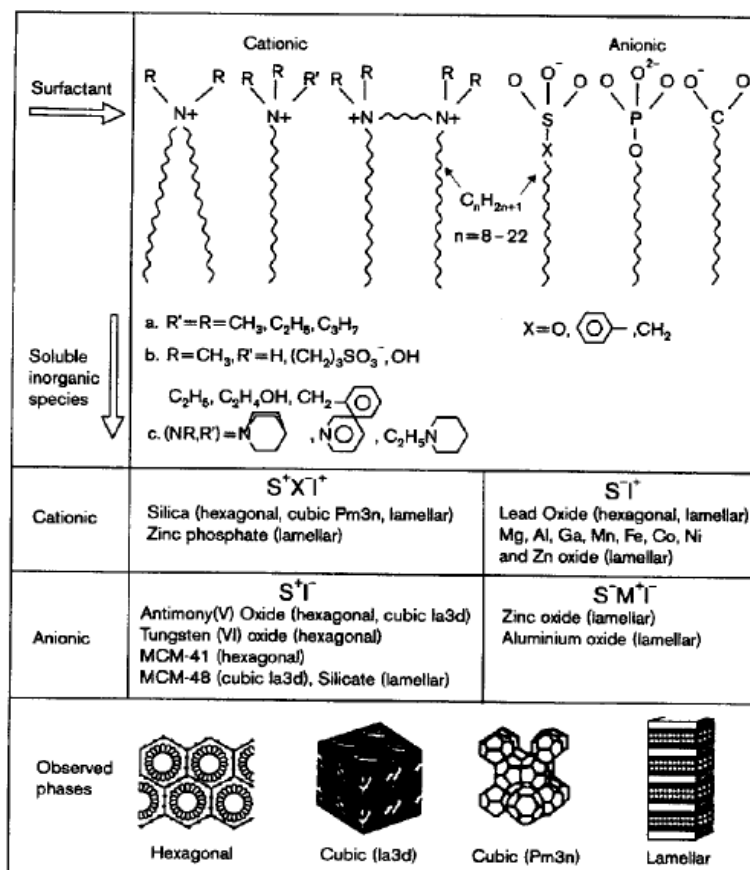 Cationic Anionic
Surfactant
R R R R R' R R R R O O⁻ O O O²⁻ O O⁻ O
N+ N+ +N N+ S P C
X O
CₙH₂ₙ₊₁
n=8–22
a. R'=R=CH₃, C₂H₅, C₃H₇
X=O, , CH₂
b. R=CH₃, R'=H, (CH₂)₃SO₃⁻, OH
C₂H₅, C₂H₄OH, CH₂
c. (NR,R')=N , N , C₂H₅N
Soluble
inorganic
species
Cationic
S⁺X⁻I⁺
Silica (hexagonal, cubic Pm3n, lamellar)
Zinc phosphate (lamellar)
S⁻I⁺
Lead Oxide (hexagonal, lamellar)
Mg, Al, Ga, Mn, Fe, Co, Ni
and Zn oxide (lamellar)
Anionic
S⁺I⁻
Antimony(V) Oxide (hexagonal, cubic Ia3d)
Tungsten (VI) oxide (hexagonal)
MCM-41 (hexagonal)
MCM-48 (cubic Ia3d), Silicate (lamellar)
S⁻M⁺I⁻
Zinc oxide (lamellar)
Aluminium oxide (lamellar)
Observed
phases
Hexagonal
Cubic (Ia3d)
Cubic (Pm3n)
Lamellar